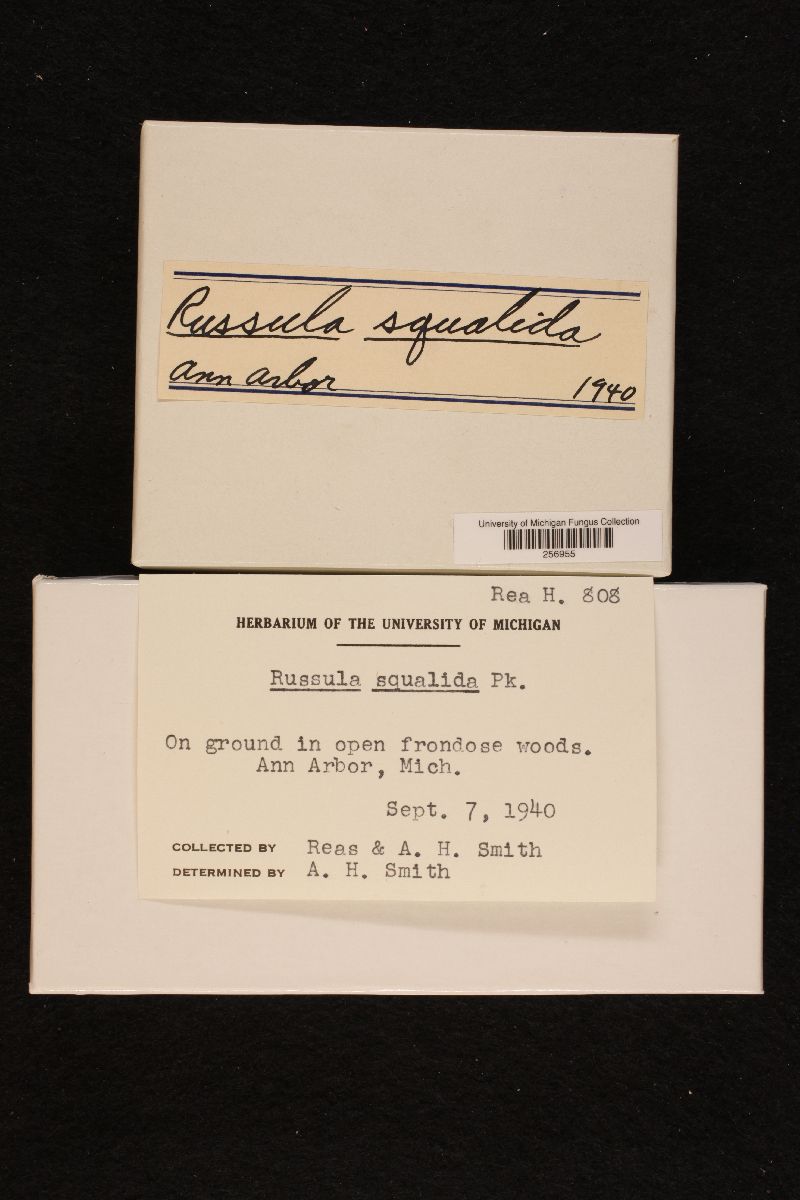 Russula squalida
Ann Arbor 1940
University of Michigan Fungus Collection
256955
Rea H. 808
HERBARIUM OF THE UNIVERSITY OF MICHIGAN
Russula squalida Pk.
On ground in open frondose woods.
Ann Arbor, Mich.
Sept. 7, 1940
COLLECTED BY Reas & A. H. Smith
DETERMINED BY A. H. Smith